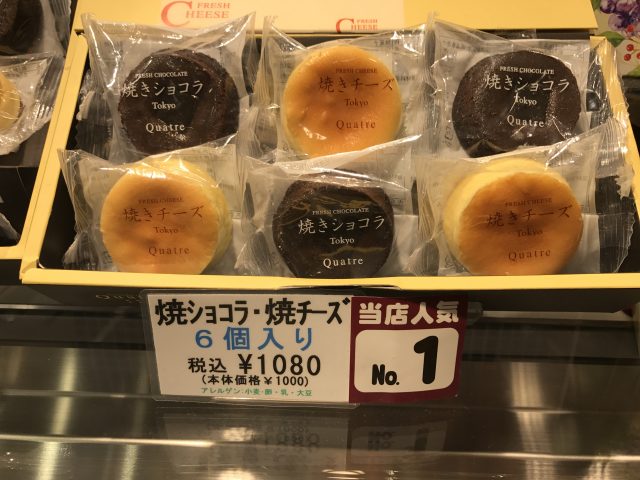 FRESH
CHEESE
FRESH
CHEESE
FRESH CHOCOLATE
焼きショコラ
Tokyo
Quatre
FRESH CHEESE
焼きチーズ
Tokyo
Quatre
FRESH CHOCOLATE
焼きショコラ
Tokyo
Quatre
FRESH CHEESE
焼きチーズ
Tokyo
Quatre
FRESH CHOCOLATE
焼きショコラ
Tokyo
Quatre
FRESH CHEESE
焼きチーズ
Tokyo
Quatre
焼ショコラ・焼チーズ
6個入り
税込 ¥1080
(本体価格¥1000)
アレルゲン:小麦・卵・乳・大豆
当店人気
No. 1